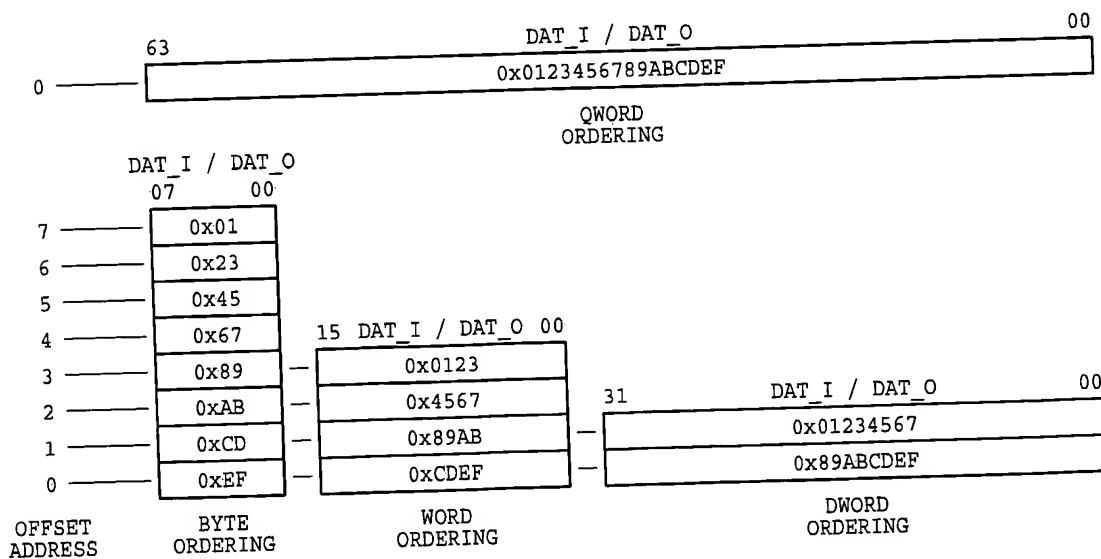 63 DAT_I / DAT_O 00
0 0x0123456789ABCDEF
QWORD
ORDERING
DAT_I / DAT_O
07 00
7 0x01
6 0x23
5 0x45
4 0x67
15 DAT_I / DAT_O 00
3 0x89 0x0123
31 DAT_I / DAT_O 00
2 0xAB 0x4567
1 0xCD 0x89AB 0x01234567
0 0xEF 0xCDEF 0x89ABCDEF
OFFSET
ADDRESS
BYTE
ORDERING
WORD
ORDERING
DWORD
ORDERING